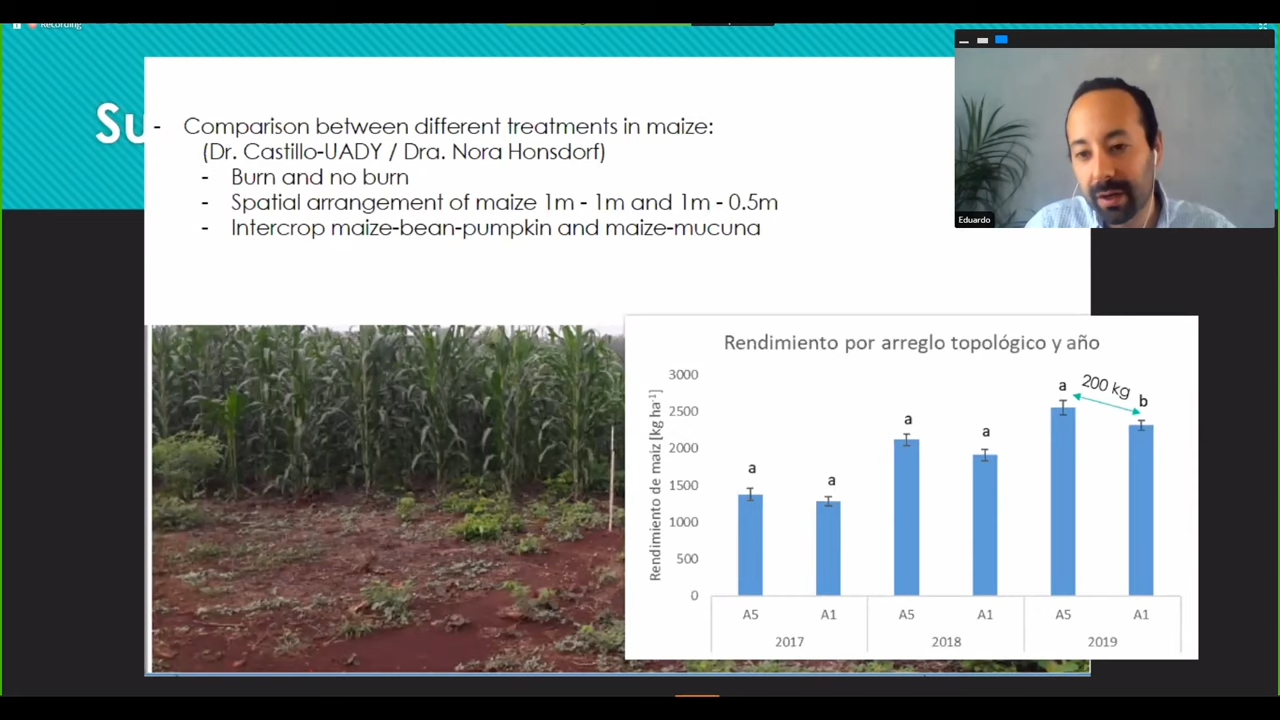 Recording
Su
- Comparison between different treatments in maize:
(Dr. Castillo-UADY / Dra. Nora Honsdorf)
- Burn and no burn
- Spatial arrangement of maize 1m - 1m and 1m - 0.5m
- Intercrop maize-bean-pumpkin and maize-mucuna
Eduardo
Rendimiento por arreglo topológico y año
Rendimiento de maiz [kg ha-1]
3000
2500
2000
1500
1000
500
0
a
a
a
a
a
200 kg
b
A5
A1
A5
A1
A5
A1
2017
2018
2019